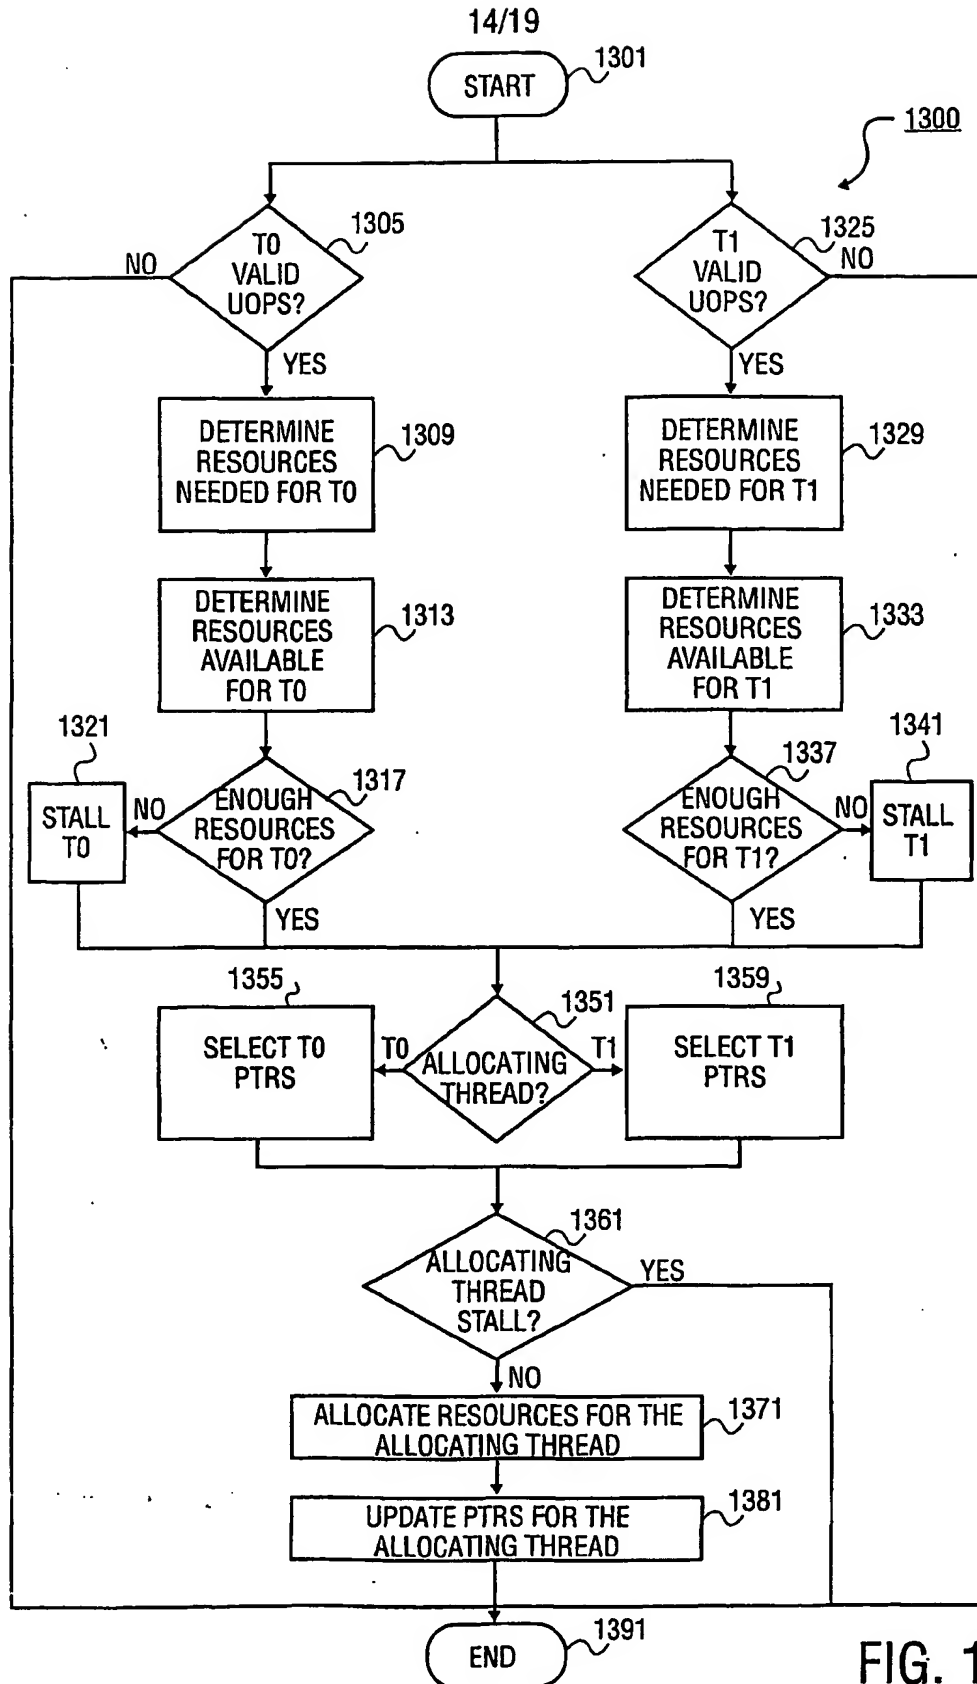 14/19
START
1301
1300
T0
VALID
UOPS?
1305
NO
YES
T1
VALID
UOPS?
1325
NO
YES
DETERMINE
RESOURCES
NEEDED FOR T0
1309
DETERMINE
RESOURCES
NEEDED FOR T1
1329
DETERMINE
RESOURCES
AVAILABLE
FOR T0
1313
DETERMINE
RESOURCES
AVAILABLE
FOR T1
1333
1321
STALL
T0
NO
ENOUGH
RESOURCES
FOR T0?
1317
YES
ENOUGH
RESOURCES
FOR T1?
1337
NO
YES
1341
STALL
T1
1355
SELECT T0
PTRS
T0
ALLOCATING
THREAD?
1351
T1
1359
SELECT T1
PTRS
ALLOCATING
THREAD
STALL?
1361
YES
NO
ALLOCATE RESOURCES FOR THE
ALLOCATING THREAD
1371
UPDATE PTRS FOR THE
ALLOCATING THREAD
1381
END
1391
FIG. 1